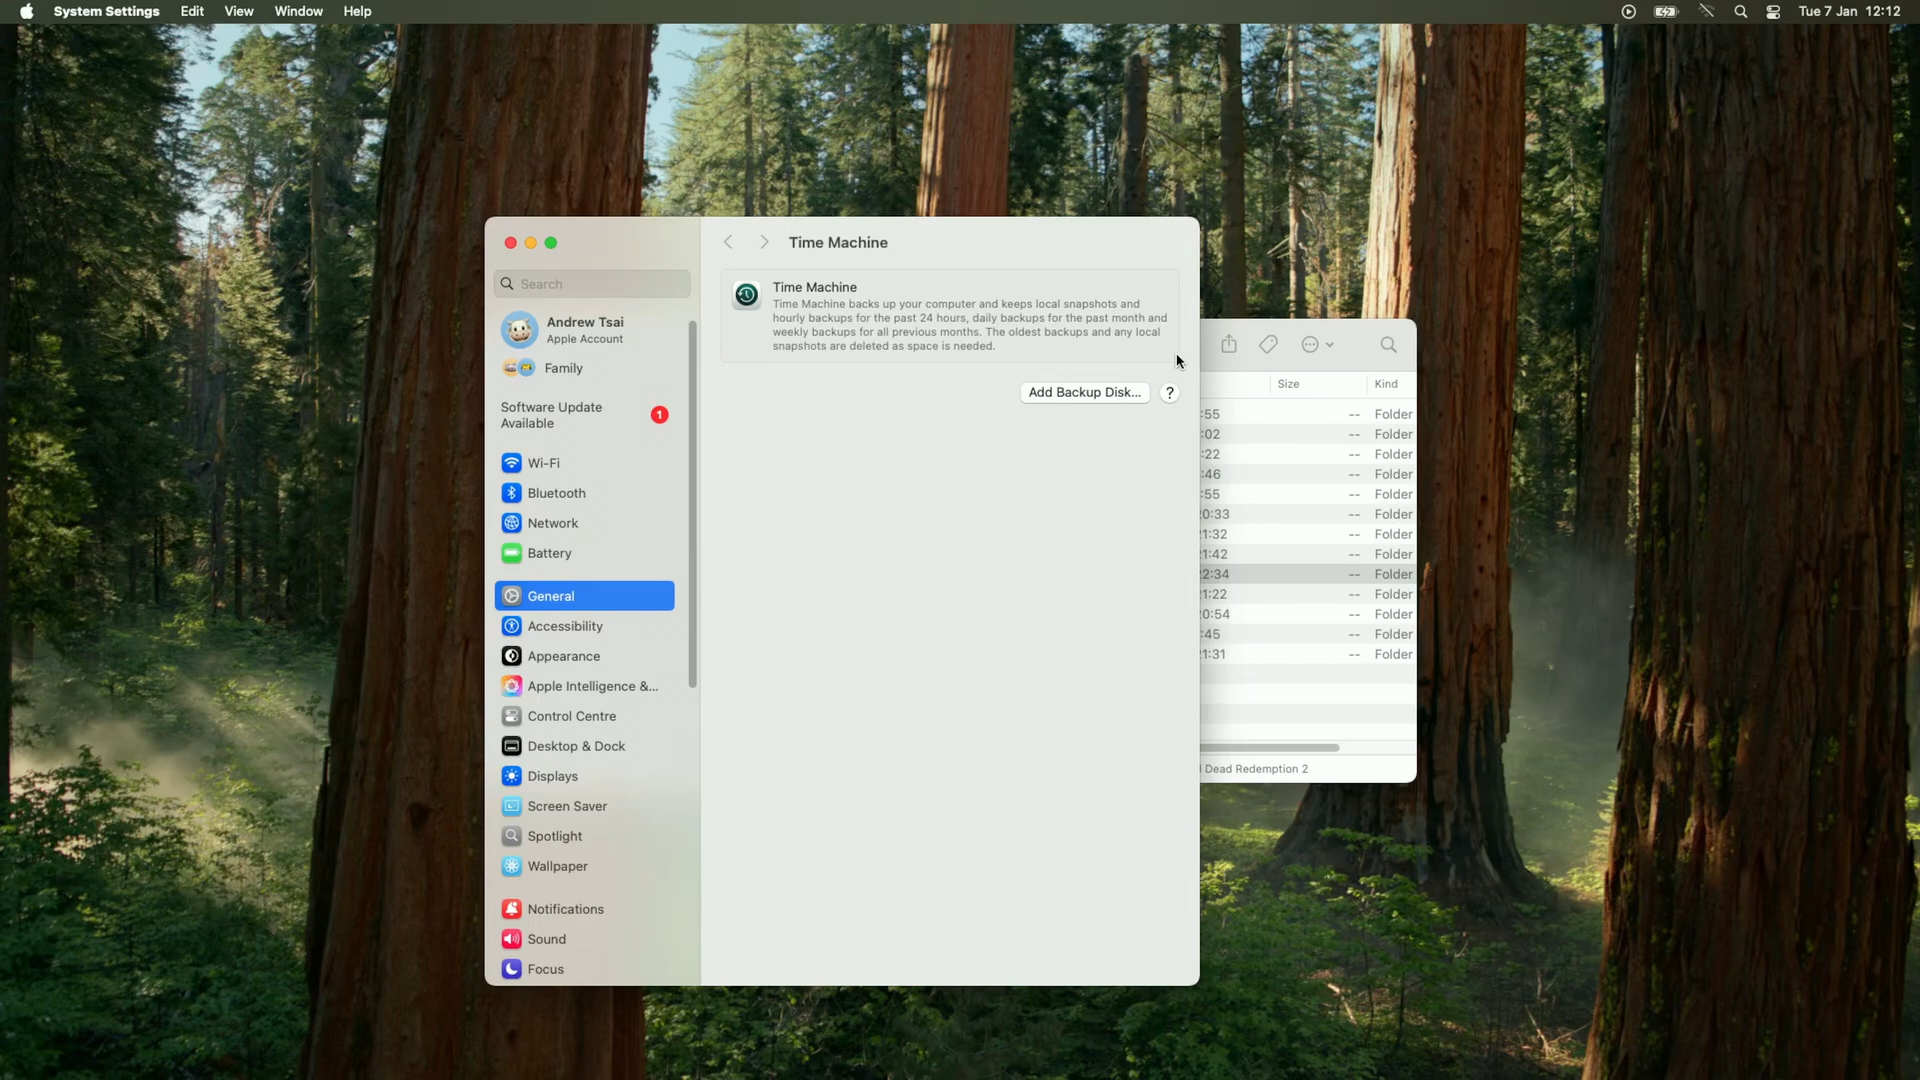 System Settings Edit View Window Help
Tue 7 Jan 12:12
Search
Andrew Tsai
Apple Account
Family
Software Update
Available
1
Wi-Fi
Bluetooth
Network
Battery
General
Accessibility
Appearance
Apple Intelligence &...
Control Centre
Desktop & Dock
Displays
Screen Saver
Spotlight
Wallpaper
Notifications
Sound
Focus
Time Machine
Time Machine
Time Machine backs up your computer and keeps local snapshots and
hourly backups for the past 24 hours, daily backups for the past month and
weekly backups for all previous months. The oldest backups and any local
snapshots are deleted as space is needed.
Add Backup Disk... ?
Size Kind
:55 -- Folder
:02 -- Folder
:22 -- Folder
:46 -- Folder
:55 -- Folder
0:33 -- Folder
1:32 -- Folder
1:42 -- Folder
2:34 -- Folder
1:22 -- Folder
0:54 -- Folder
:45 -- Folder
1:31 -- Folder
Dead Redemption 2